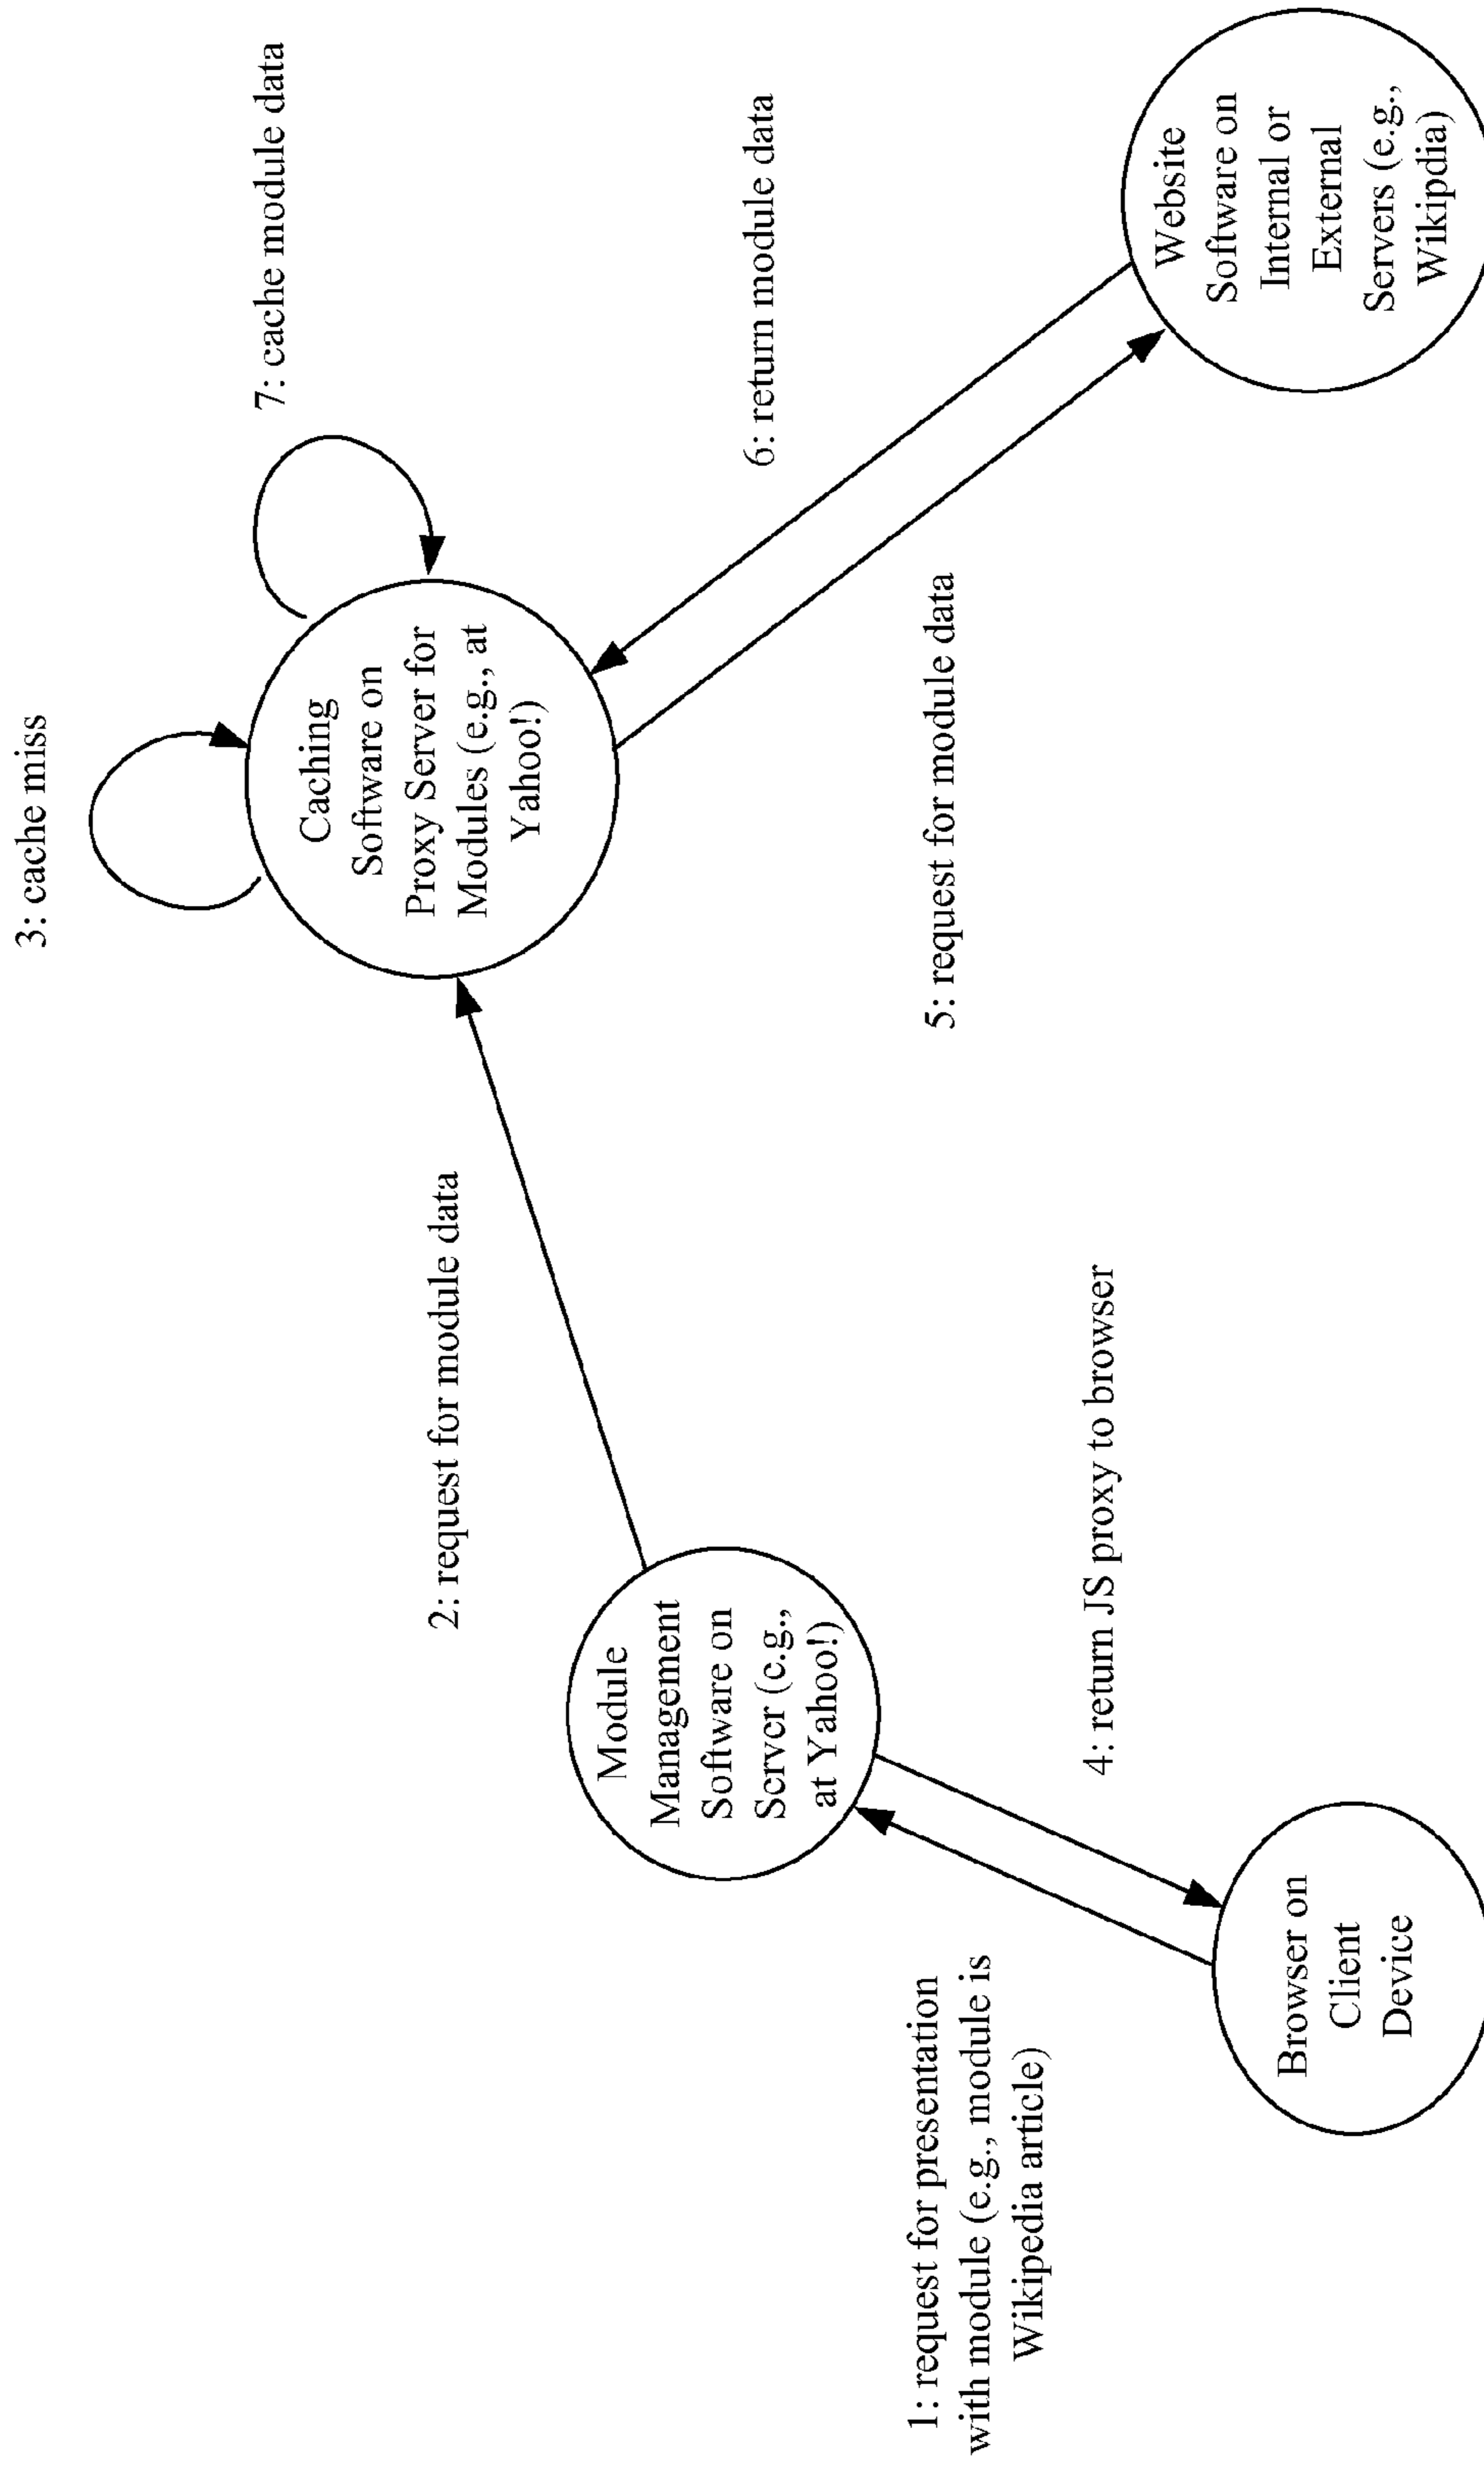 3: cache miss
7: cache module data
Caching
Software on
Proxy Server for
Modules (e.g., at
Yahoo!)
2: request for module data
6: return module data
Module
Management
Software on
Server (e.g.,
at Yahoo!)
5: request for module data
1: request for presentation
with module (e.g., module is
Wikipedia article)
4: return JS proxy to browser
Website
Software on
Internal or
External
Servers (e.g.,
Wikipdia)
Browser on
Client
Device